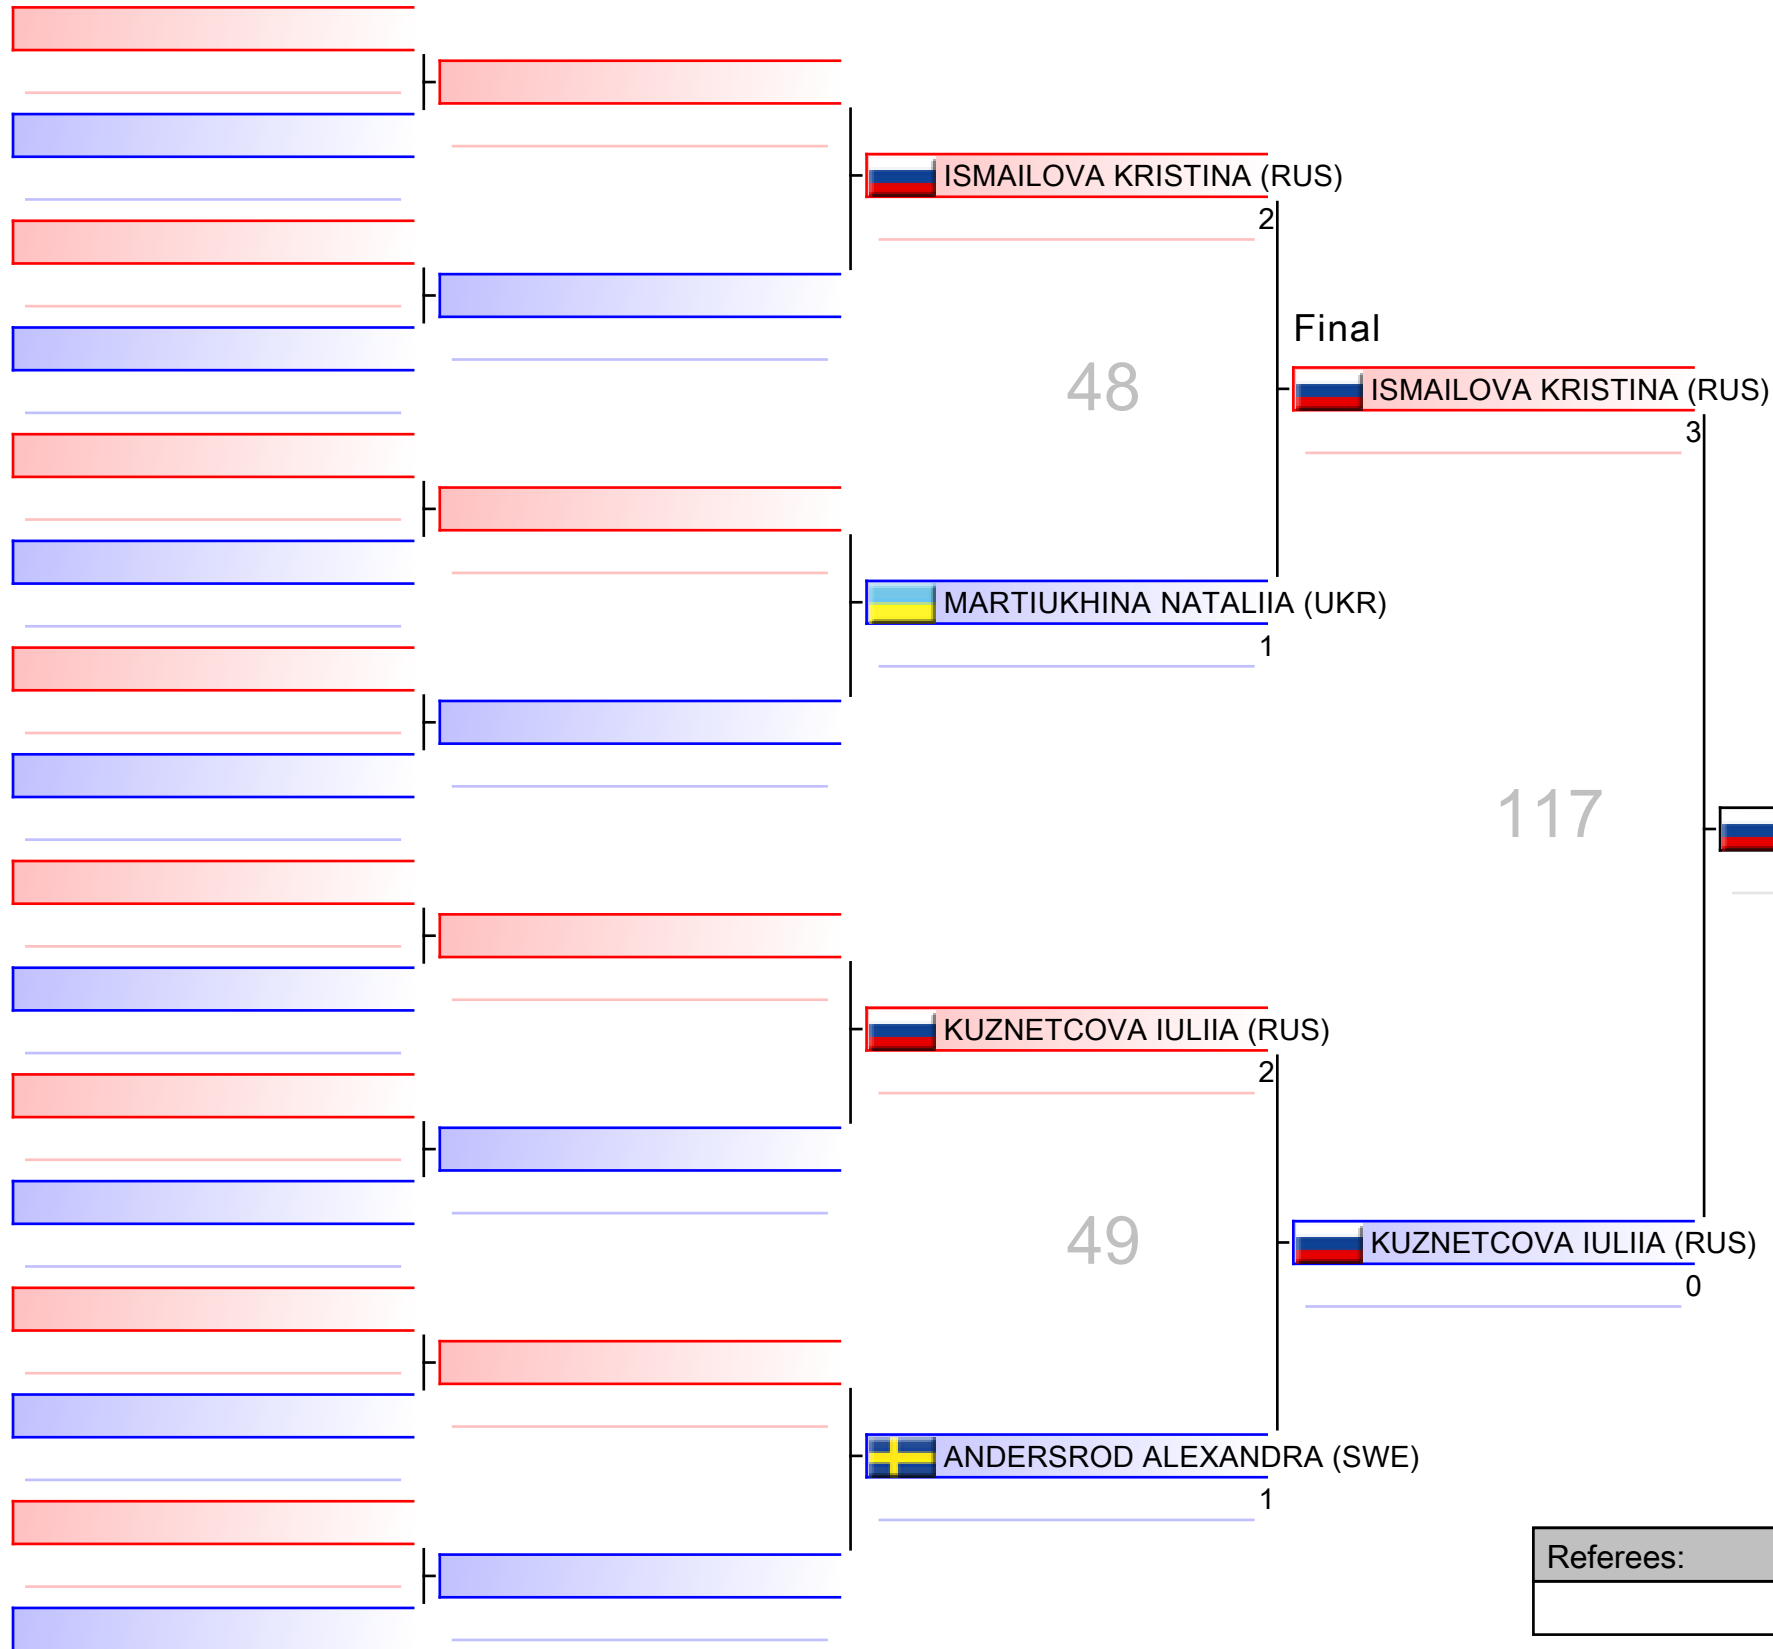 ISMAILOVA KRISTINA (RUS)
2
48
Final
ISMAILOVA KRISTINA (RUS)
3
MARTIUKHINA NATALIIA (UKR)
1
117
KUZNETCOVA IULIIA (RUS)
2
49
KUZNETCOVA IULIIA (RUS)
0
ANDERSROD ALEXANDRA (SWE)
1
Referees: